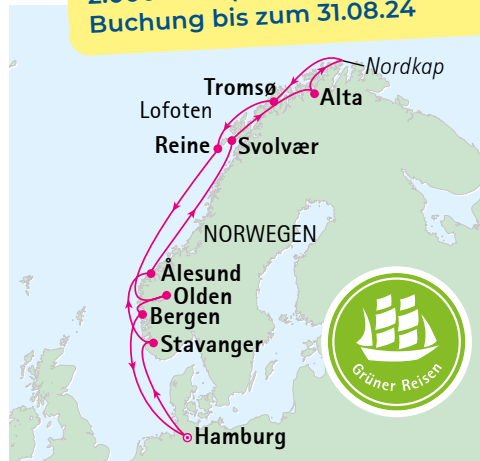 Buchung bis zum 31.08.24
Nordkap
Tromsø
Alta
Lofoten
Reine
Svolvær
NORWEGEN
Ålesund
Olden
Bergen
Stavanger
Grüner Reisen
Hamburg